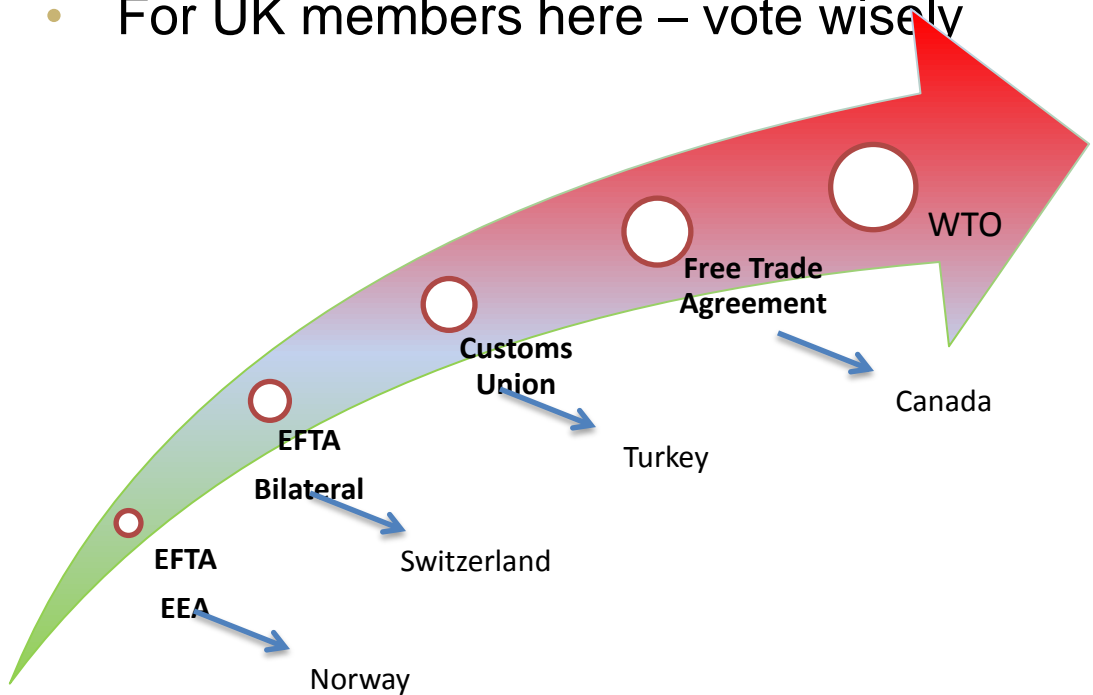 • For UK members here – vote wisely
WTO
Free Trade
Agreement
Canada
Customs
Union
Turkey
EFTA
Bilateral
Switzerland
EFTA
EEA
Norway